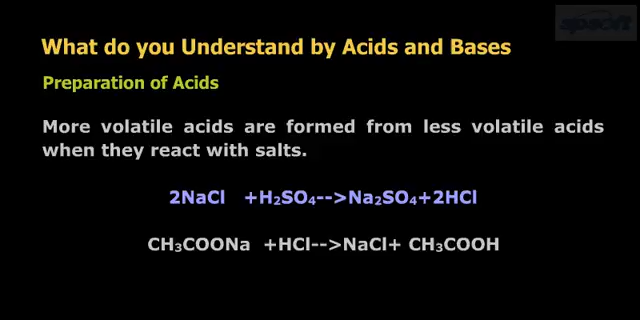 spsoft
What do you Understand by Acids and Bases
Preparation of Acids
More volatile acids are formed from less volatile acids
when they react with salts.
2NaCl +H₂SO₄-->Na₂SO₄+2HCl
CH₃COONa +HCl-->NaCl+ CH₃COOH